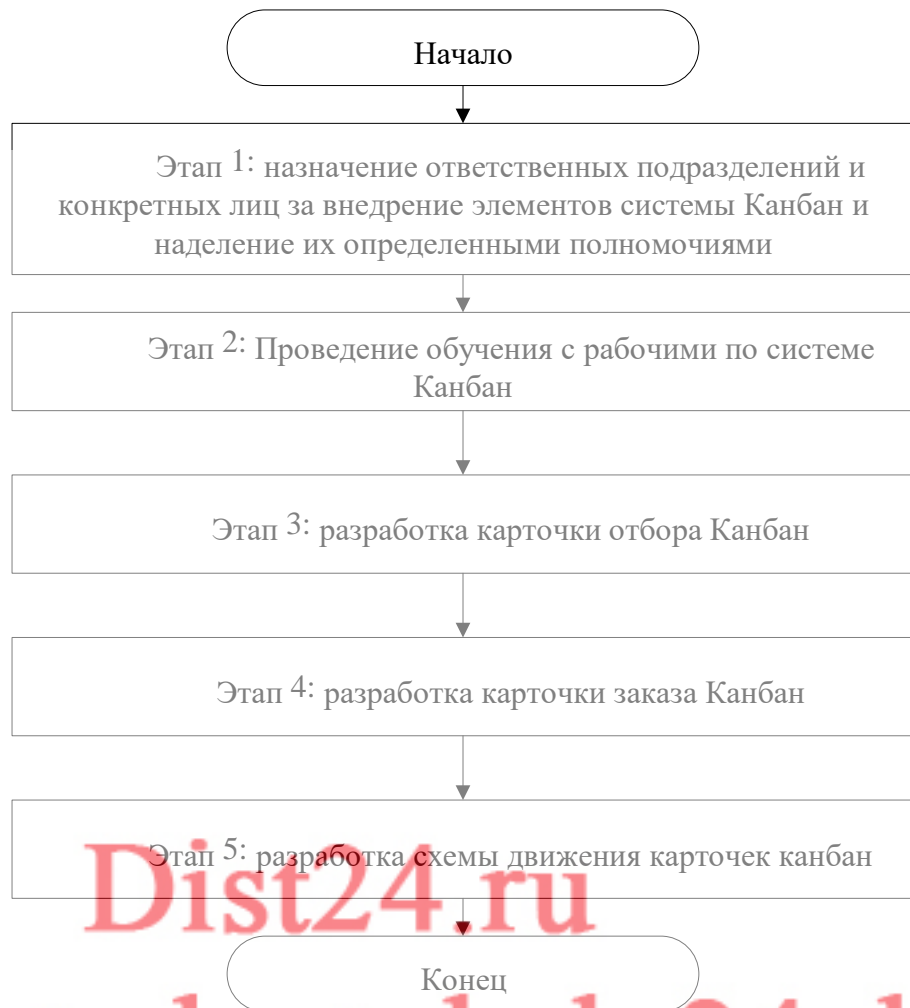 Начало
Этап 1: назначение ответственных подразделений и
конкретных лиц за внедрение элементов системы Канбан и
наделение их определенными полномочиями
Этап 2: Проведение обучения с рабочими по системе
Канбан
Этап 3: разработка карточки отбора Канбан
Этап 4: разработка карточки заказа Канбан
Этап 5: разработка схемы движения карточек канбан
Dist24.ru
Конец